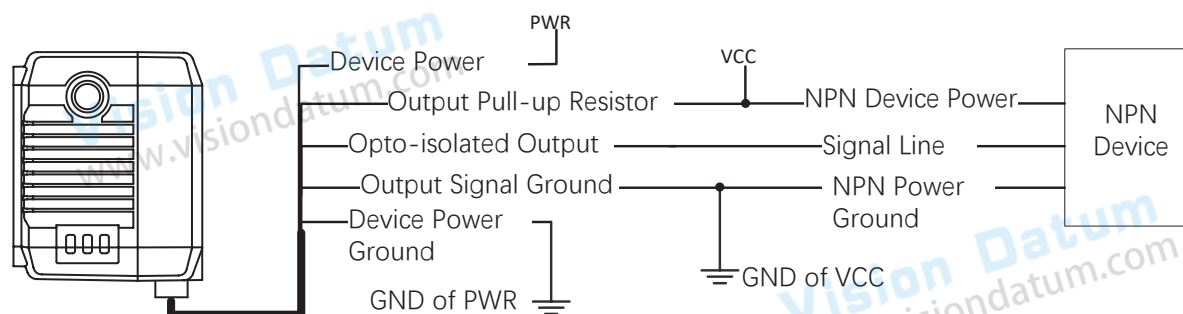 PWR
Device Power
VCC
Output Pull-up Resistor
NPN Device Power
NPN
Device
Opto-isolated Output
Signal Line
Output Signal Ground
NPN Power
Ground
Device Power
Ground
GND of VCC
GND of PWR
Vision Datum
www.visiondatum.com
Vision Datum
visiondatum.com